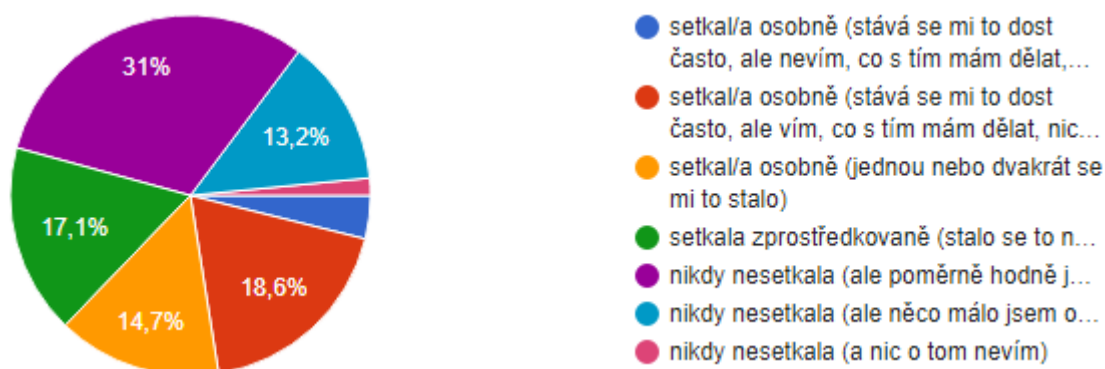 31%
13,2%
17,1%
18,6%
14,7%
setkal/a osobně (stává se mi to dost
často, ale nevím, co s tím mám dělat,...
setkal/a osobně (stává se mi to dost
často, ale vím, co s tím mám dělat, nic...
setkal/a osobně (jednou nebo dvakrát se
mi to stalo)
setkala zprostředkovaně (stalo se to n...
nikdy nesetkala (ale poměrně hodně j...
nikdy nesetkala (ale něco málo jsem o...
nikdy nesetkala (a nic o tom nevím)